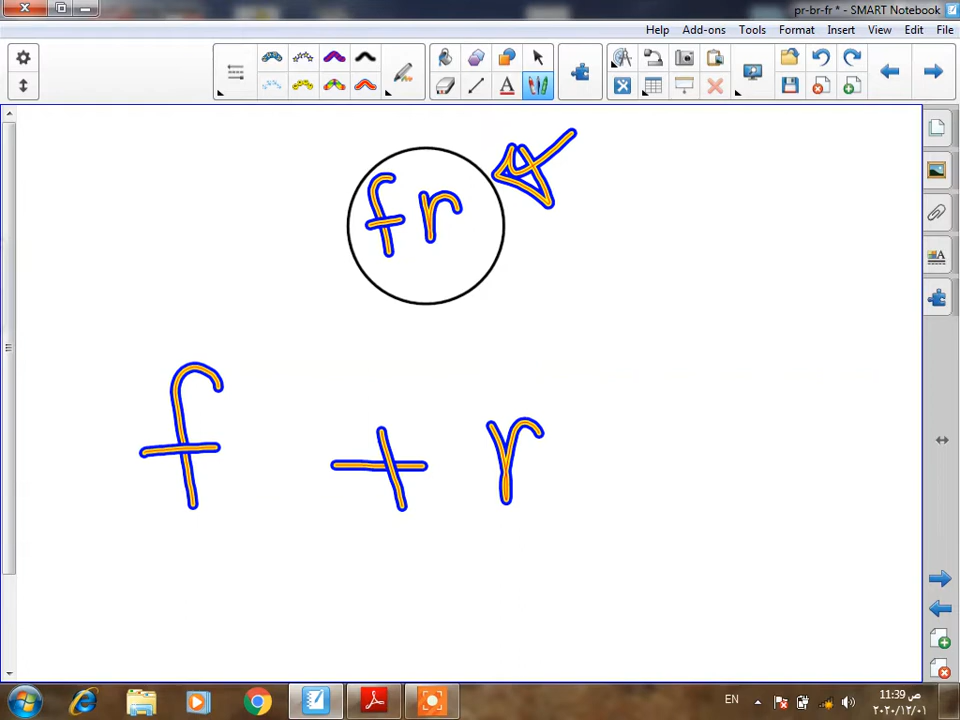 pr-br-fr * - SMART Notebook
Help Add-ons Tools Format Insert View Edit File
fr
f + r
EN
11:39 ص
٢٠٢٠/١٢/٠١